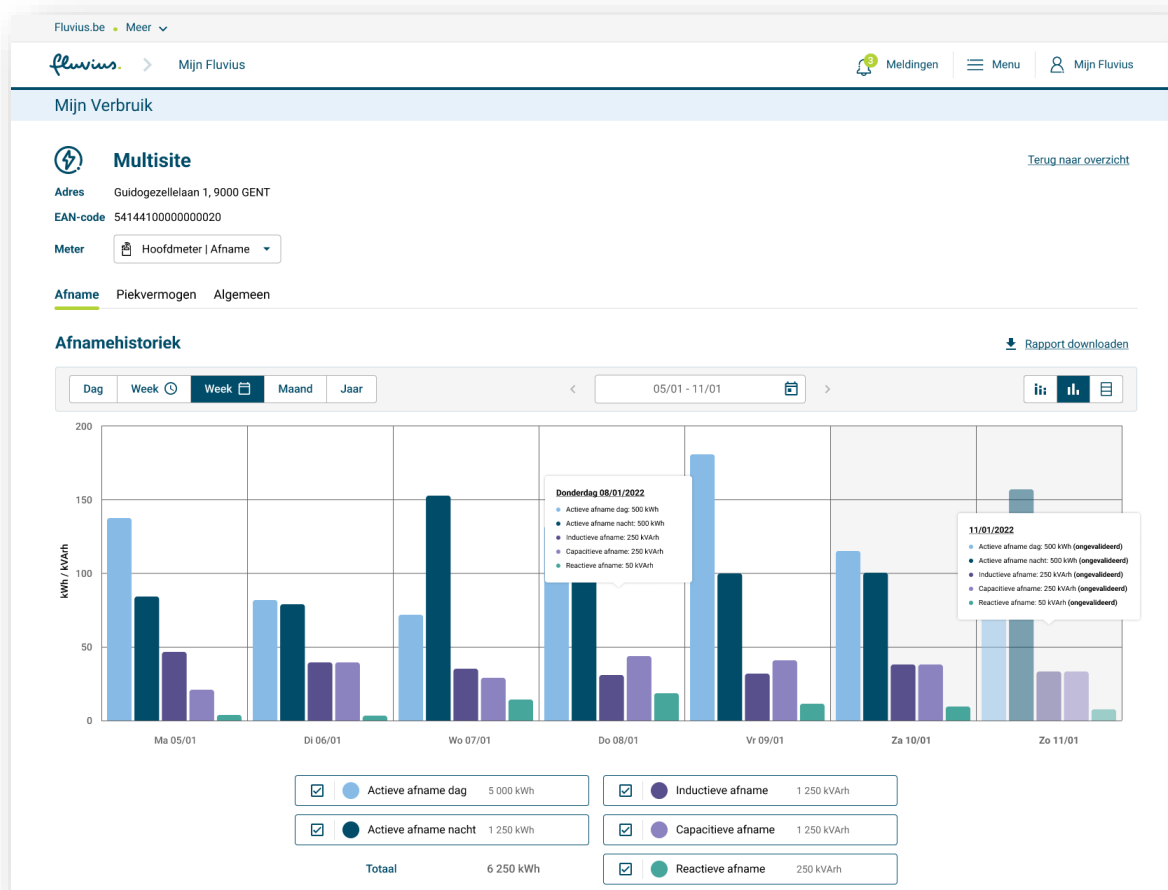 Fluvius.be • Meer
fluvius. Mijn Fluvius 3 Meldingen Menu Mijn Fluvius
Mijn Verbruik
Multisite Terug naar overzicht
Adres Guidogezellelaan 1, 9000 GENT
EAN-code 54144100000000020
Meter Hoofdmeter | Afname
Afname Piekvermogen Algemeen
Afnamehistoriek Rapport downloaden
Dag Week Week Maand Jaar 05/01 - 11/01
200
150
100
50
0
kWh / kVArh
Donderdag 08/01/2022
Actieve afname dag: 500 kWh
Actieve afname nacht: 500 kWh
Inductieve afname: 250 kVArh
Capacitieve afname: 250 kVArh
Reactieve afname: 50 kVArh
11/01/2022
Actieve afname dag: 500 kWh (ongevalideerd)
Actieve afname nacht: 500 kWh (ongevalideerd)
Inductieve afname: 250 kVArh (ongevalideerd)
Capacitieve afname: 250 kVArh (ongevalideerd)
Reactieve afname: 50 kVArh (ongevalideerd)
Ma 05/01 Di 06/01 Wo 07/01 Do 08/01 Vr 09/01 Za 10/01 Zo 11/01
Actieve afname dag 5 000 kWh Inductieve afname 1 250 kVArh
Actieve afname nacht 1 250 kWh Capacitieve afname 1 250 kVArh
Totaal 6 250 kWh Reactieve afname 250 kVArh